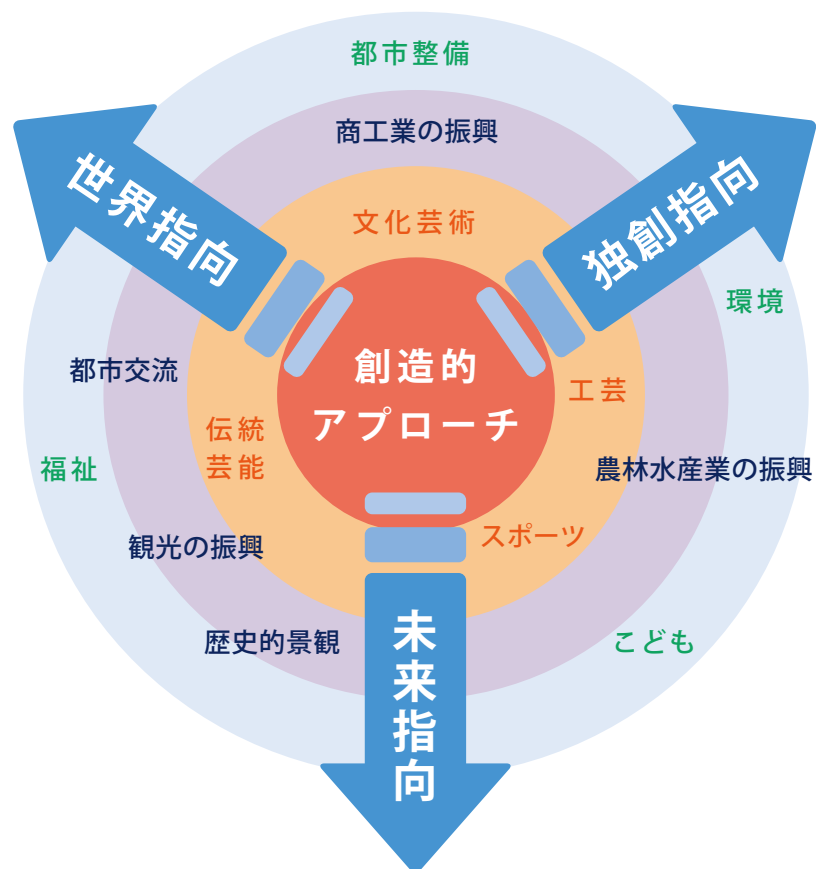 都市整備
商工業の振興
世界指向
独創指向
文化芸術
環境
創造的
アプローチ
都市交流
工芸
伝統
芸能
福祉
農林水産業の振興
スポーツ
観光の振興
歴史的景観
こども
未来指向